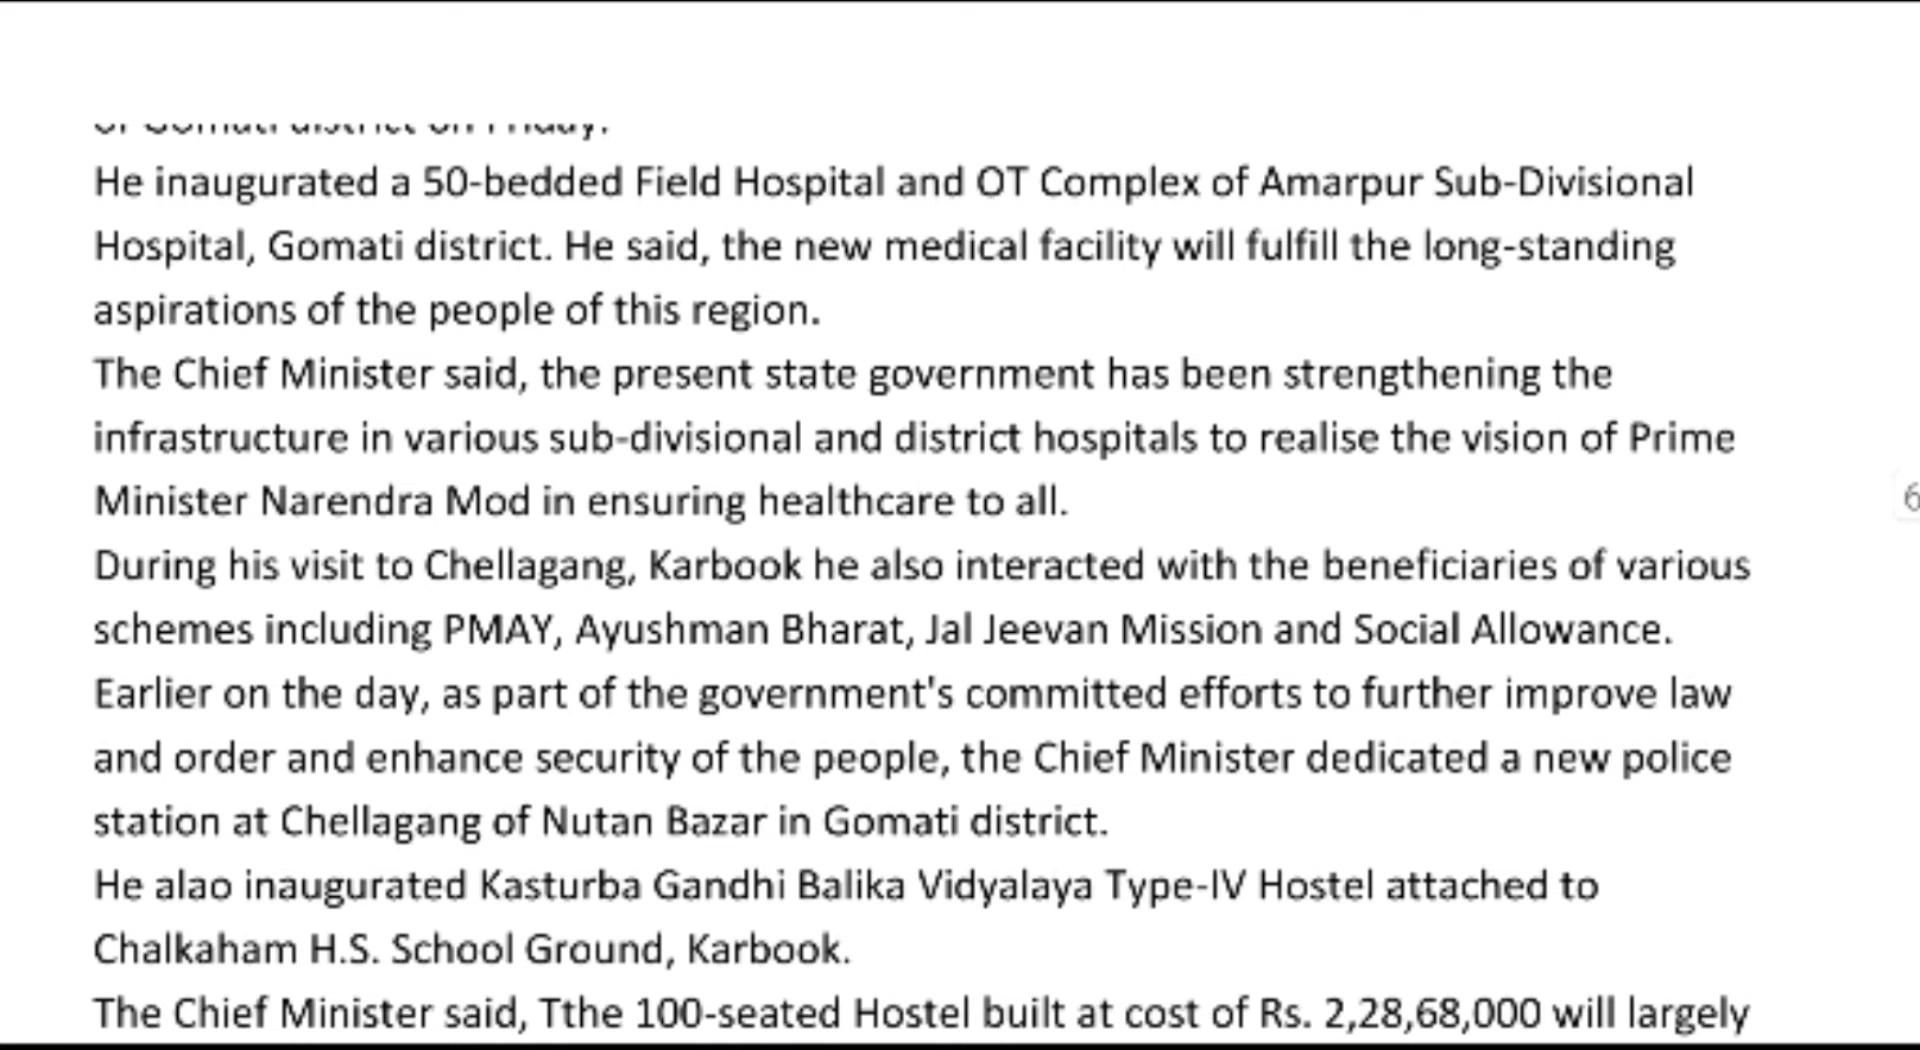 of Gomati district on Friday.
He inaugurated a 50-bedded Field Hospital and OT Complex of Amarpur Sub-Divisional
Hospital, Gomati district. He said, the new medical facility will fulfill the long-standing
aspirations of the people of this region.
The Chief Minister said, the present state government has been strengthening the
infrastructure in various sub-divisional and district hospitals to realise the vision of Prime
Minister Narendra Mod in ensuring healthcare to all.
During his visit to Chellagang, Karbook he also interacted with the beneficiaries of various
schemes including PMAY, Ayushman Bharat, Jal Jeevan Mission and Social Allowance.
Earlier on the day, as part of the government's committed efforts to further improve law
and order and enhance security of the people, the Chief Minister dedicated a new police
station at Chellagang of Nutan Bazar in Gomati district.
He alao inaugurated Kasturba Gandhi Balika Vidyalaya Type-IV Hostel attached to
Chalkaham H.S. School Ground, Karbook.
The Chief Minister said, Tthe 100-seated Hostel built at cost of Rs. 2,28,68,000 will largely
6